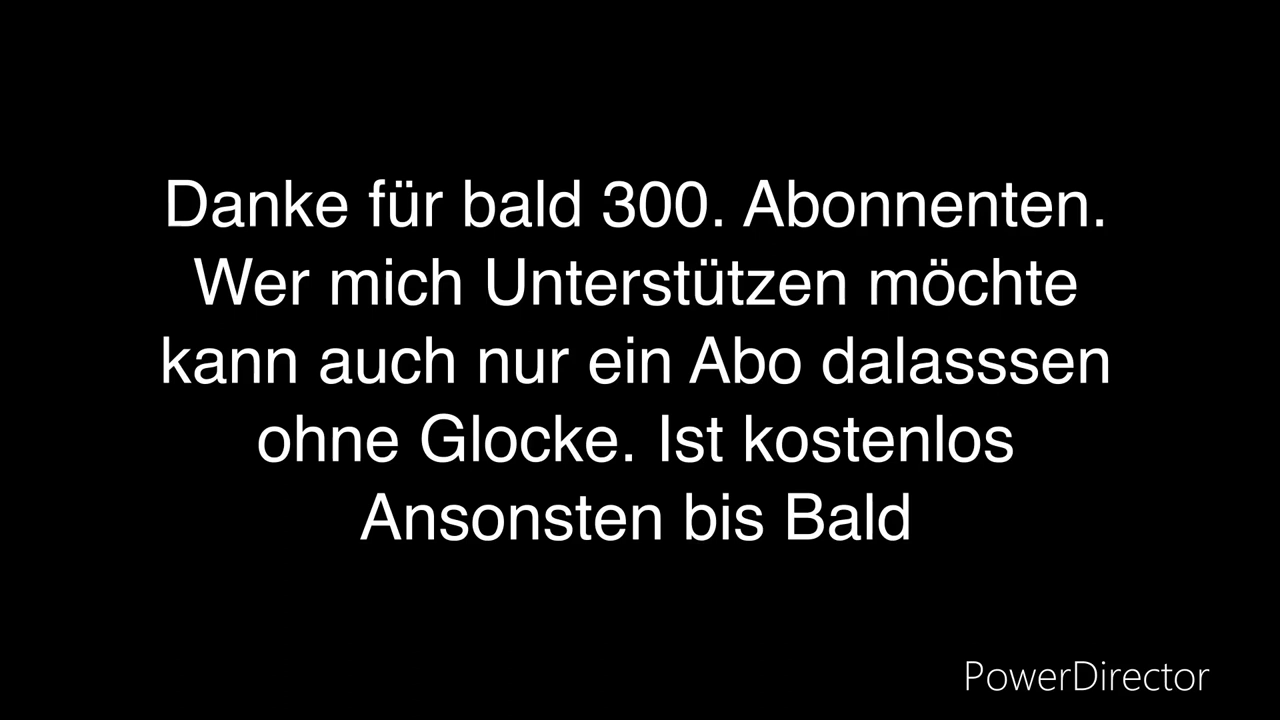 Danke für bald 300. Abonnenten.
Wer mich Unterstützen möchte
kann auch nur ein Abo dalasssen
ohne Glocke. Ist kostenlos
Ansonsten bis Bald
PowerDirector